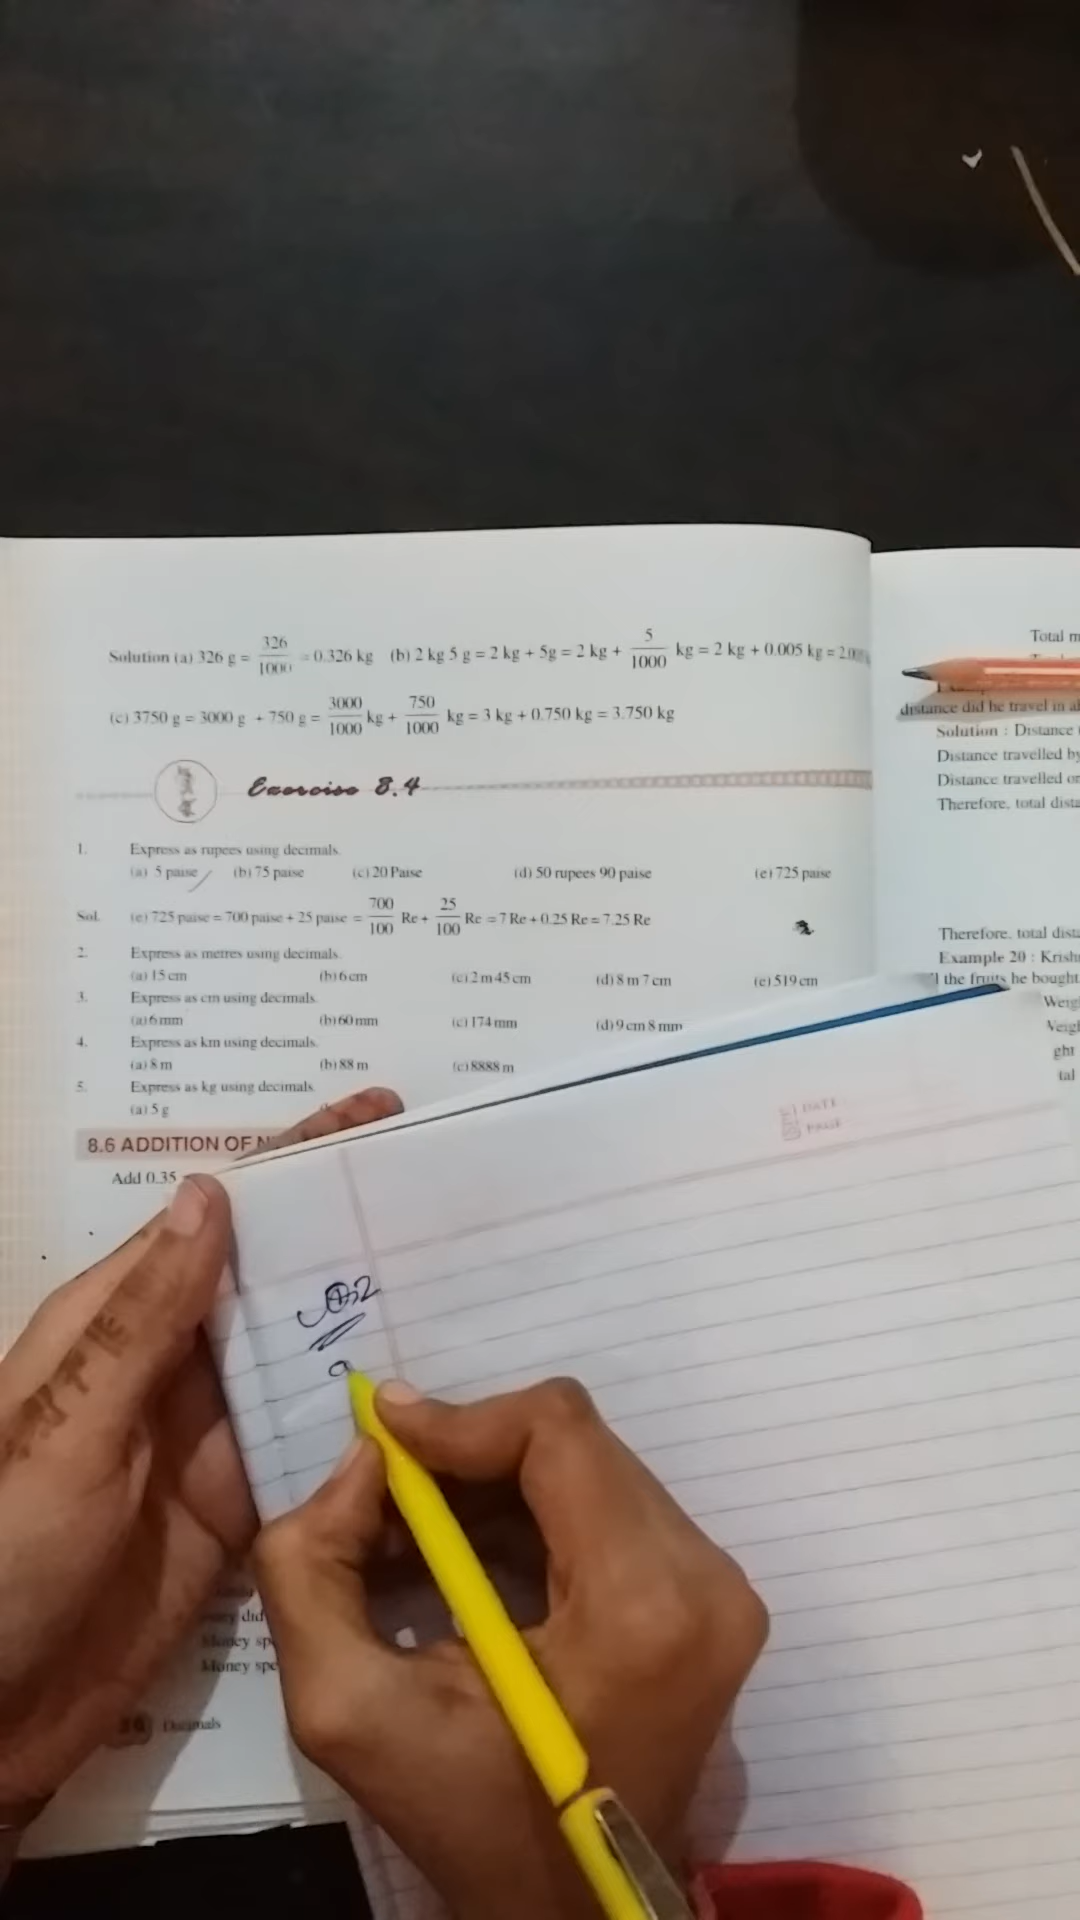 Solution (a) 326 g = 326/1000 = 0.326 kg (b) 2 kg 5 g = 2 kg + 5g = 2 kg + 5/1000 kg = 2 kg + 0.005 kg =
(c) 3750 g = 3000 g + 750 g = 3000/1000 kg + 750/1000 kg = 3 kg + 0.750 kg = 3.750 kg
Exercise 8.4
1. Express as rupees using decimals.
(a) 5 paise (b) 75 paise (c) 20 Paise (d) 50 rupees 90 paise (e) 725 paise
Sol. (e) 725 paise = 700 paise + 25 paise = 700/100 Re + 25/100 Re = 7 Re + 0.25 Re = 7.25 Re
2. Express as metres using decimals.
(a) 15 cm (b) 6 cm (c) 2 m 45 cm (d) 8 m 7 cm (e) 519 cm
3. Express as cm using decimals.
(a) 6 mm (b) 60 mm (c) 174 mm (d) 9 cm 8 mm
4. Express as km using decimals.
(a) 8 m (b) 88 m (c) 8888 m
5. Express as kg using decimals.
(a) 5 g
8.6 ADDITION OF
Add 0.35
did
Money
Money
Decimals
Total
distance did he travel in
Solution : Distance
Distance travelled
Distance travelled
Therefore, total
Therefore, total
Example 20 :
the fruits he bought
DATE
PAGE
2
a